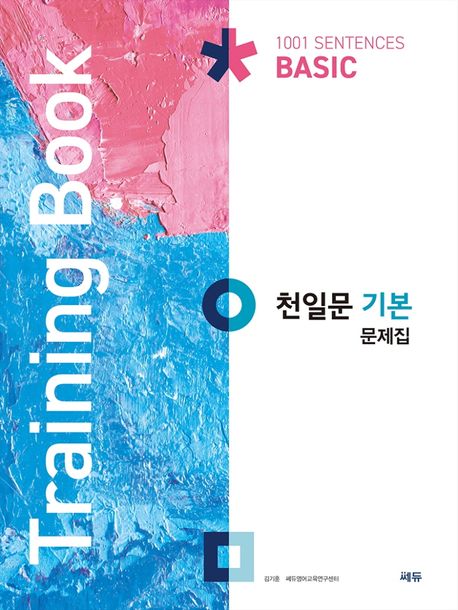 Training Book
1001 SENTENCES
BASIC
천일문 기본
문제집
김기훈 쎄듀영어교육연구센터
쎄듀